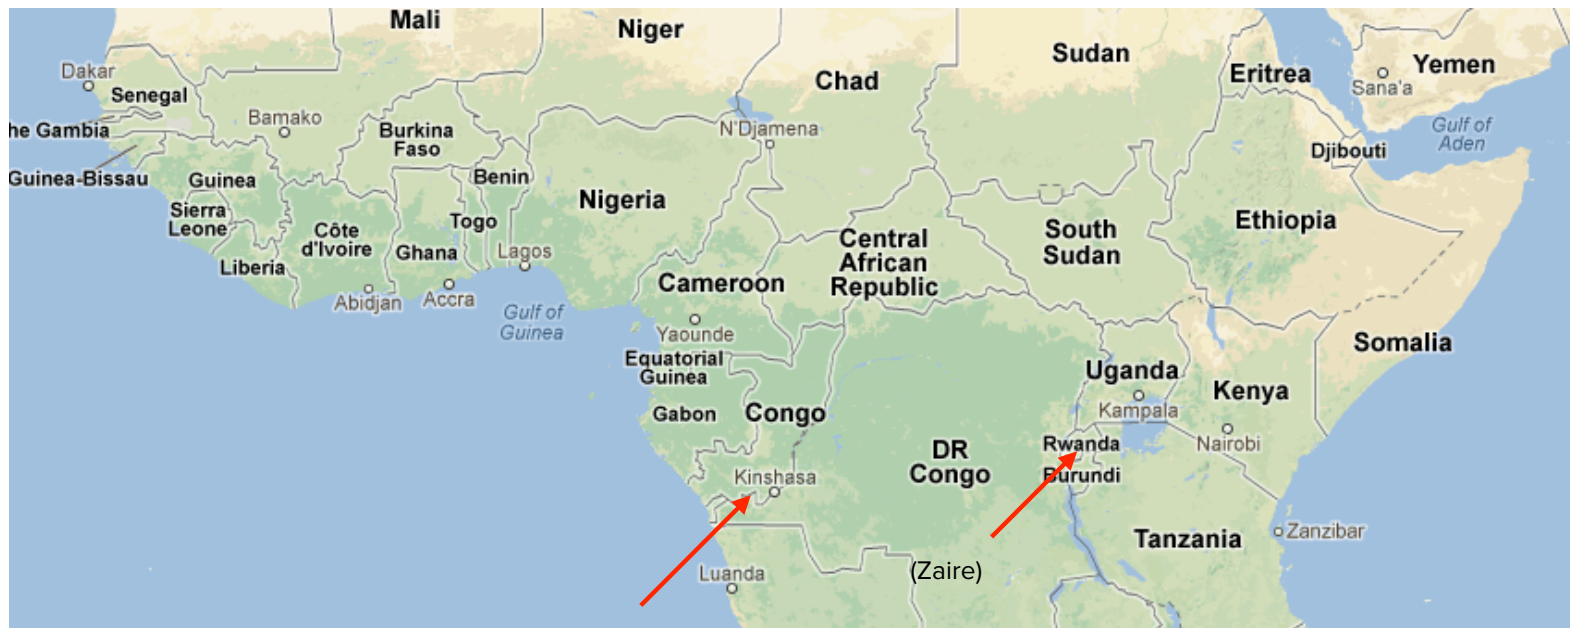 Mali
Niger
Sudan
Chad
Eritrea
Yemen
Sana'a
Dakar
Senegal
Bamako
he Gambia
Burkina
Faso
N'Djamena
Gulf of
Aden
Djibouti
Guinea-Bissau
Guinea
Benin
Nigeria
Sierra
Leone
Côte
d'Ivoire
Togo
Ghana
Lagos
Liberia
Abidjan
Accra
Gulf of
Guinea
Cameroon
Central
African
Republic
South
Sudan
Ethiopia
Yaounde
Equatorial
Guinea
Somalia
Uganda
Kampala
Kenya
Nairobi
Gabon
Congo
DR
Congo
Rwanda
Burundi
Kinshasa
Tanzania
Zanzibar
Luanda
(Zaire)